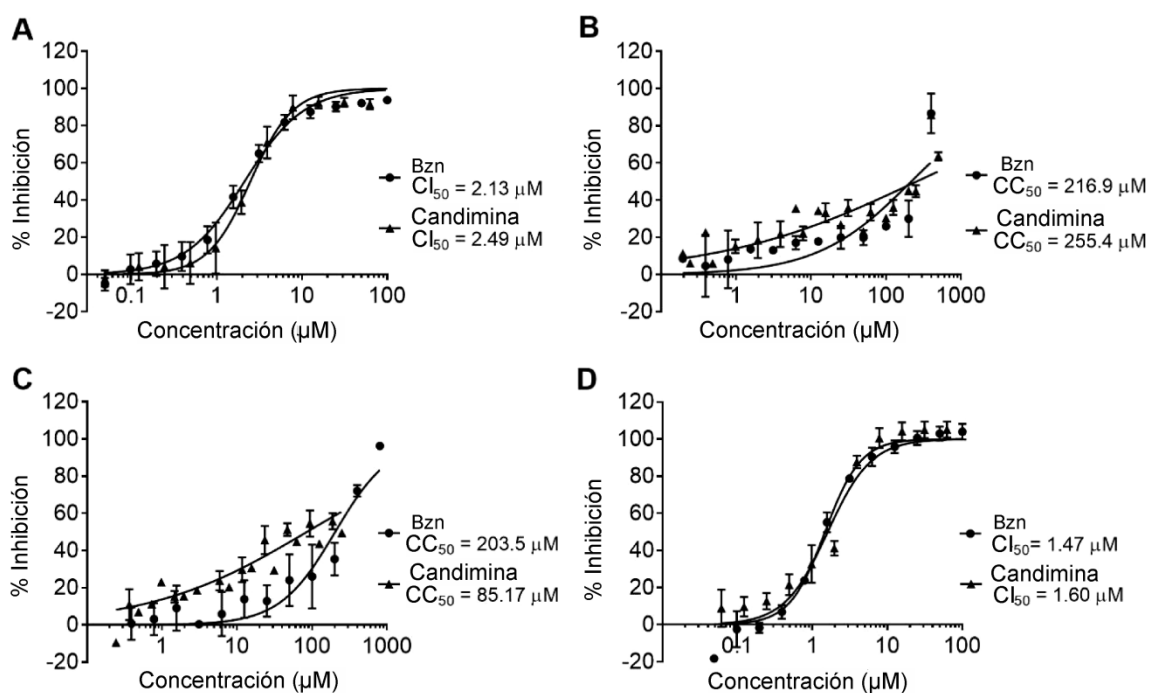 A
120
100
80
60
40
20
0
-20
% Inhibición
0.1
1
10
100
Concentración (µM)
Bzn
CI50 = 2.13 µM
Candimina
CI50 = 2.49 µM
B
120
100
80
60
40
20
0
-20
% Inhibición
1
10
100
1000
Concentración (µM)
Bzn
CC50 = 216.9 µM
Candimina
CC50 = 255.4 µM
C
120
100
80
60
40
20
0
-20
% Inhibición
1
10
100
1000
Concentración (µM)
Bzn
CC50 = 203.5 µM
Candimina
CC50 = 85.17 µM
D
120
100
80
60
40
20
0
-20
% Inhibición
0.1
1
10
100
Concentración (µM)
Bzn
CI50= 1.47 µM
Candimina
CI50 = 1.60 µM